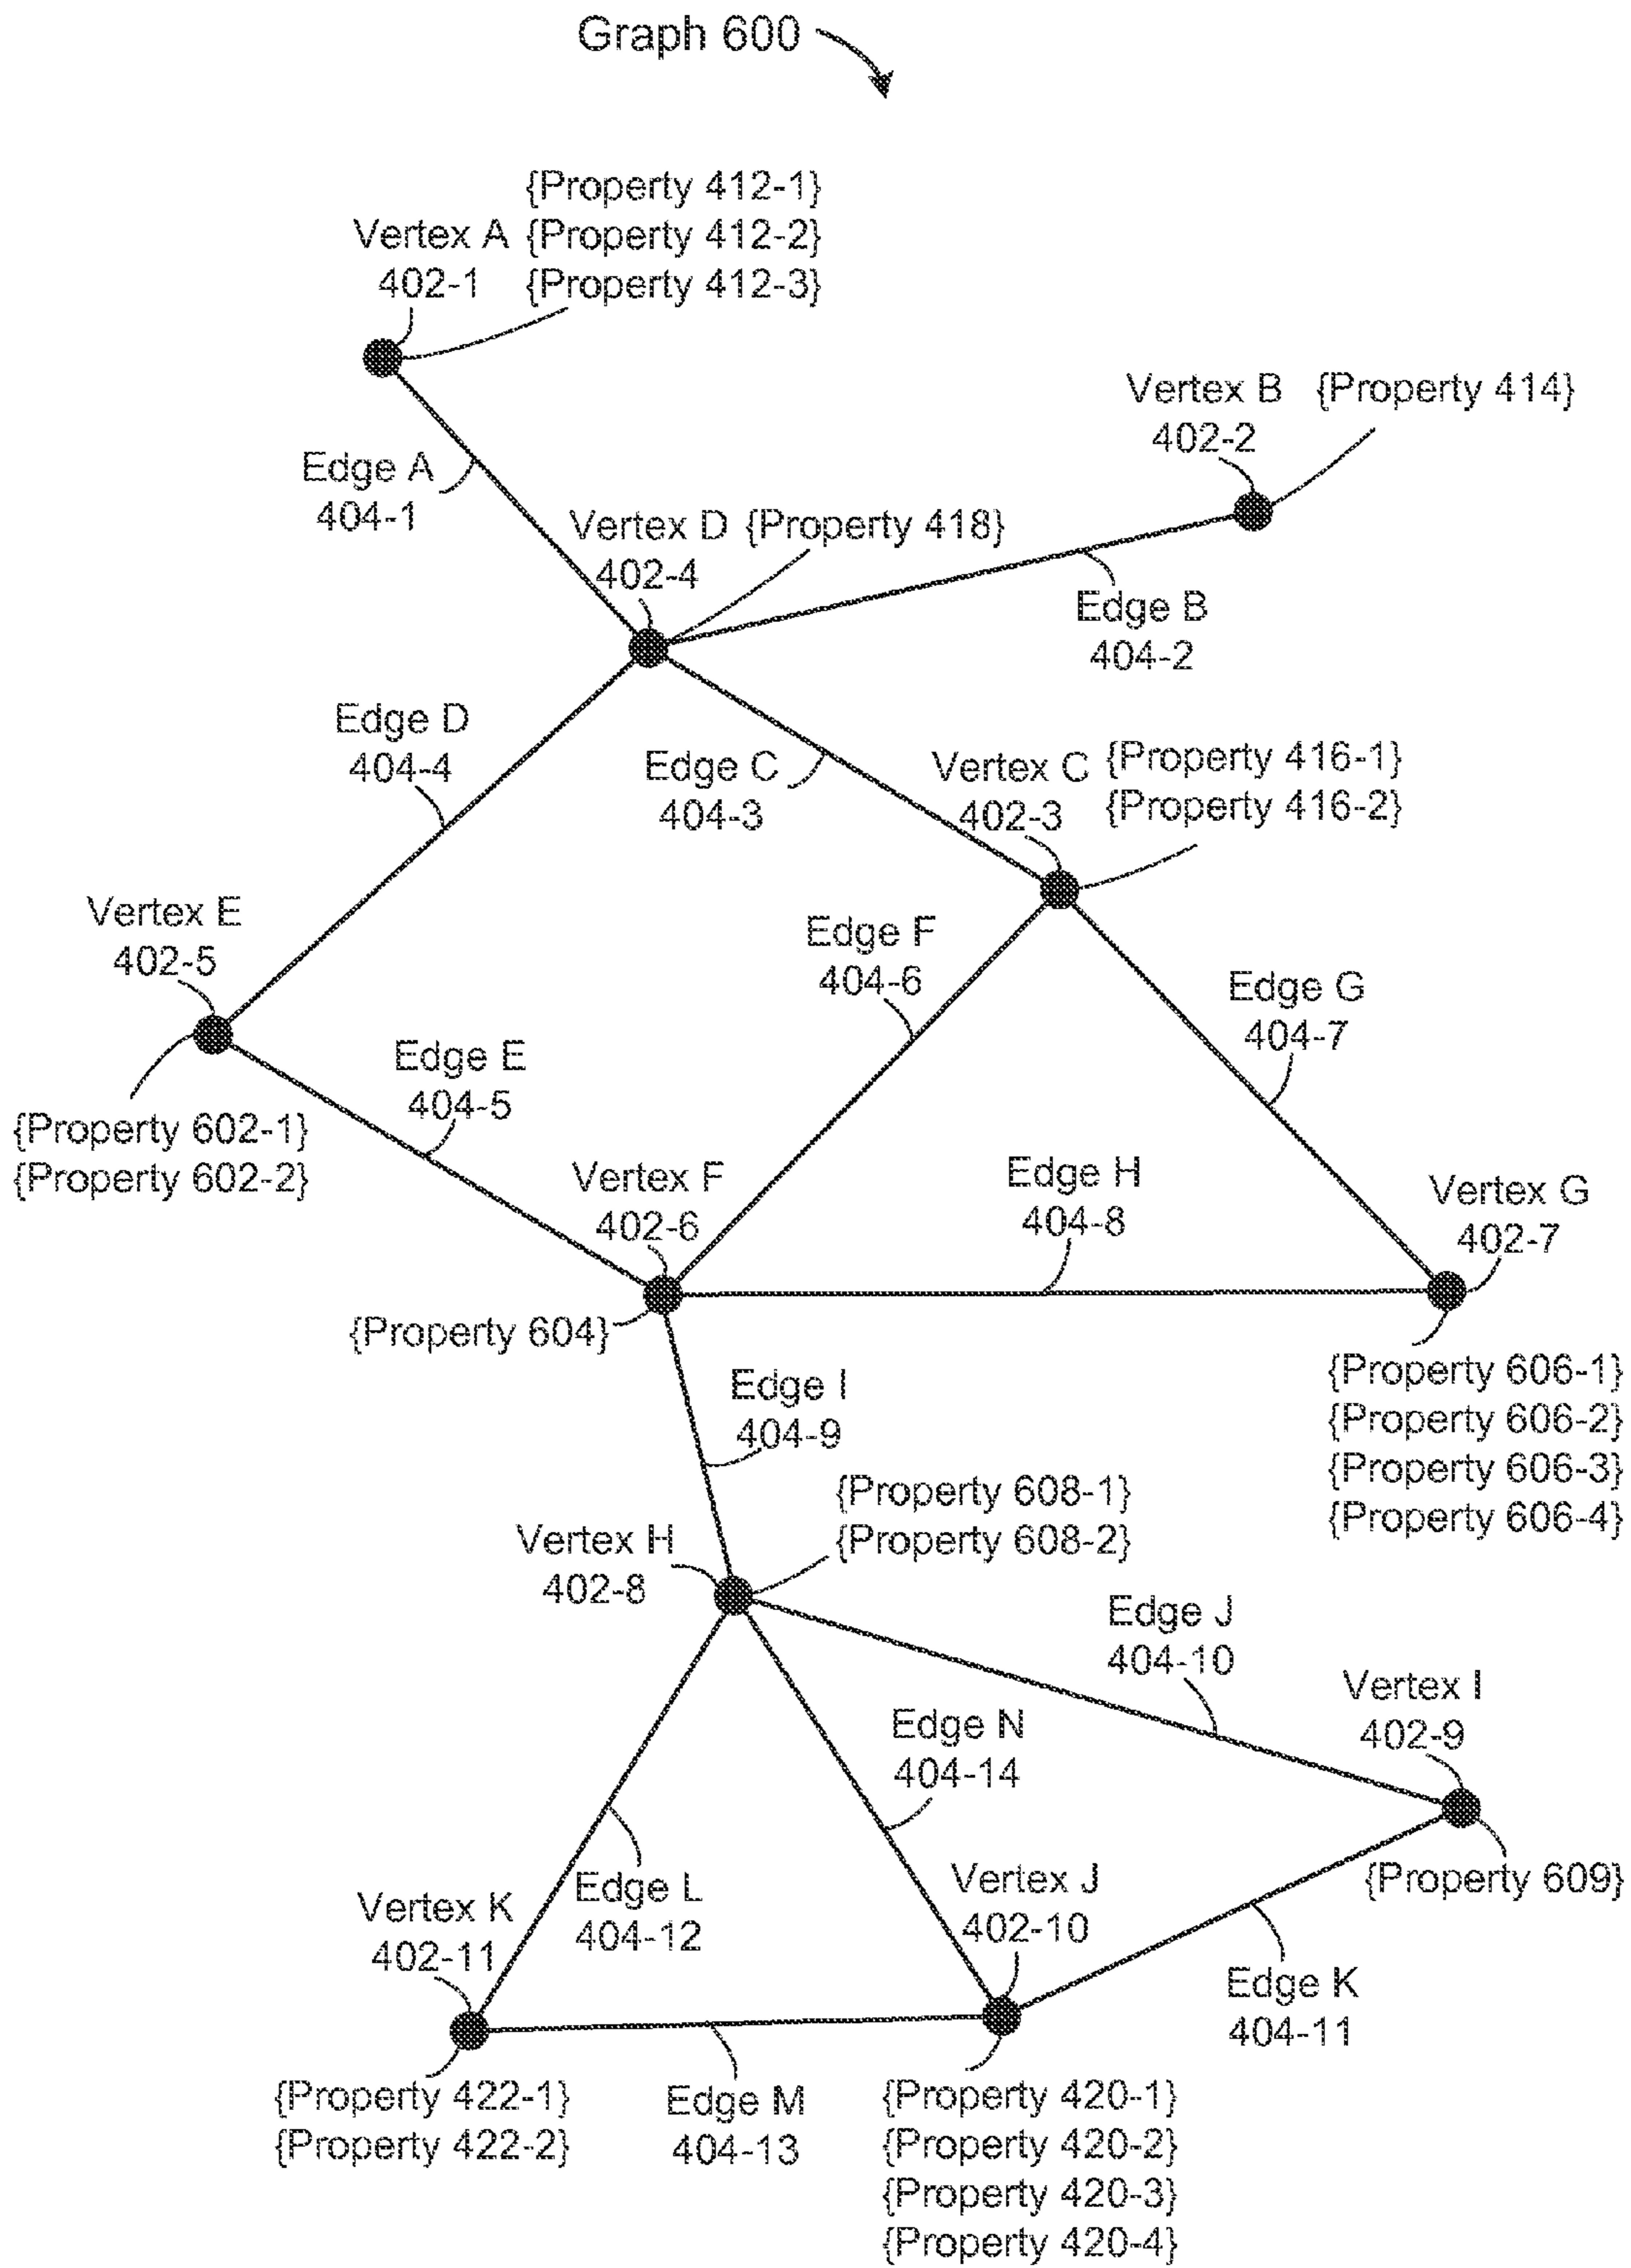 Graph 600
{Property 412-1}
Vertex A {Property 412-2}
402-1 {Property 412-3}
Vertex B {Property 414}
402-2
Edge A
404-1
Vertex D {Property 418}
402-4
Edge B
404-2
Edge D
404-4
Edge C
404-3
Vertex C {Property 416-1}
402-3 {Property 416-2}
Vertex E
402-5
Edge F
404-6
Edge G
404-7
Edge E
404-5
{Property 602-1}
{Property 602-2}
Vertex F
402-6
Edge H
404-8
Vertex G
402-7
{Property 604}
{Property 606-1}
{Property 606-2}
{Property 606-3}
{Property 606-4}
Edge I
404-9
{Property 608-1}
{Property 608-2}
Vertex H
402-8
Edge J
404-10
Vertex I
402-9
Edge N
404-14
{Property 609}
Edge L
404-12
Vertex J
402-10
Vertex K
402-11
Edge K
404-11
{Property 422-1}
{Property 422-2}
Edge M
404-13
{Property 420-1}
{Property 420-2}
{Property 420-3}
{Property 420-4}